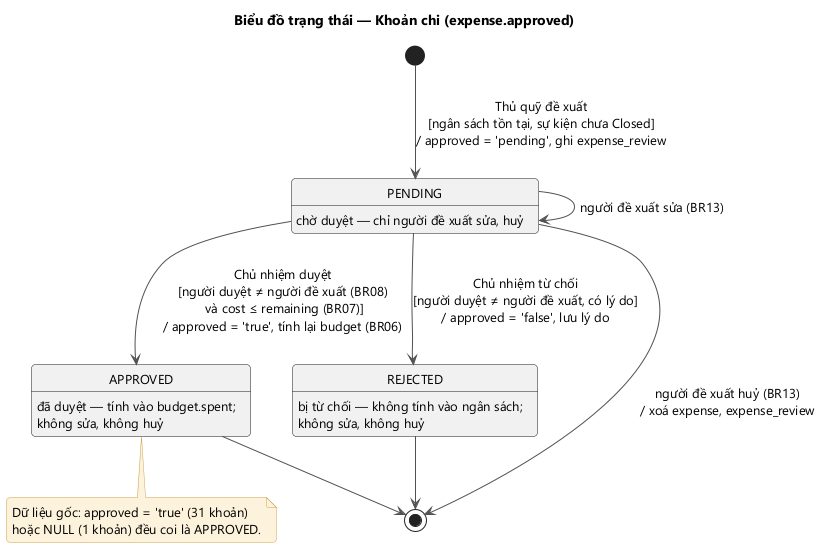 Biểu đồ trạng thái — Khoản chi (expense.approved)
Thủ quỹ đề xuất
[ngân sách tồn tại, sự kiện chưa Closed]
/ approved = 'pending', ghi expense_review
PENDING
chờ duyệt — chỉ người đề xuất sửa, huỷ
người đề xuất sửa (BR13)
Chủ nhiệm duyệt
[người duyệt ≠ người đề xuất (BR08)
và cost ≤ remaining (BR07)]
/ approved = 'true', tính lại budget (BR06)
Chủ nhiệm từ chối
[người duyệt ≠ người đề xuất, có lý do]
/ approved = 'false', lưu lý do
người đề xuất huỷ (BR13)
/ xoá expense, expense_review
APPROVED
đã duyệt — tính vào budget.spent;
không sửa, không huỷ
REJECTED
bị từ chối — không tính vào ngân sách;
không sửa, không huỷ
Dữ liệu gốc: approved = 'true' (31 khoản)
hoặc NULL (1 khoản) đều coi là APPROVED.